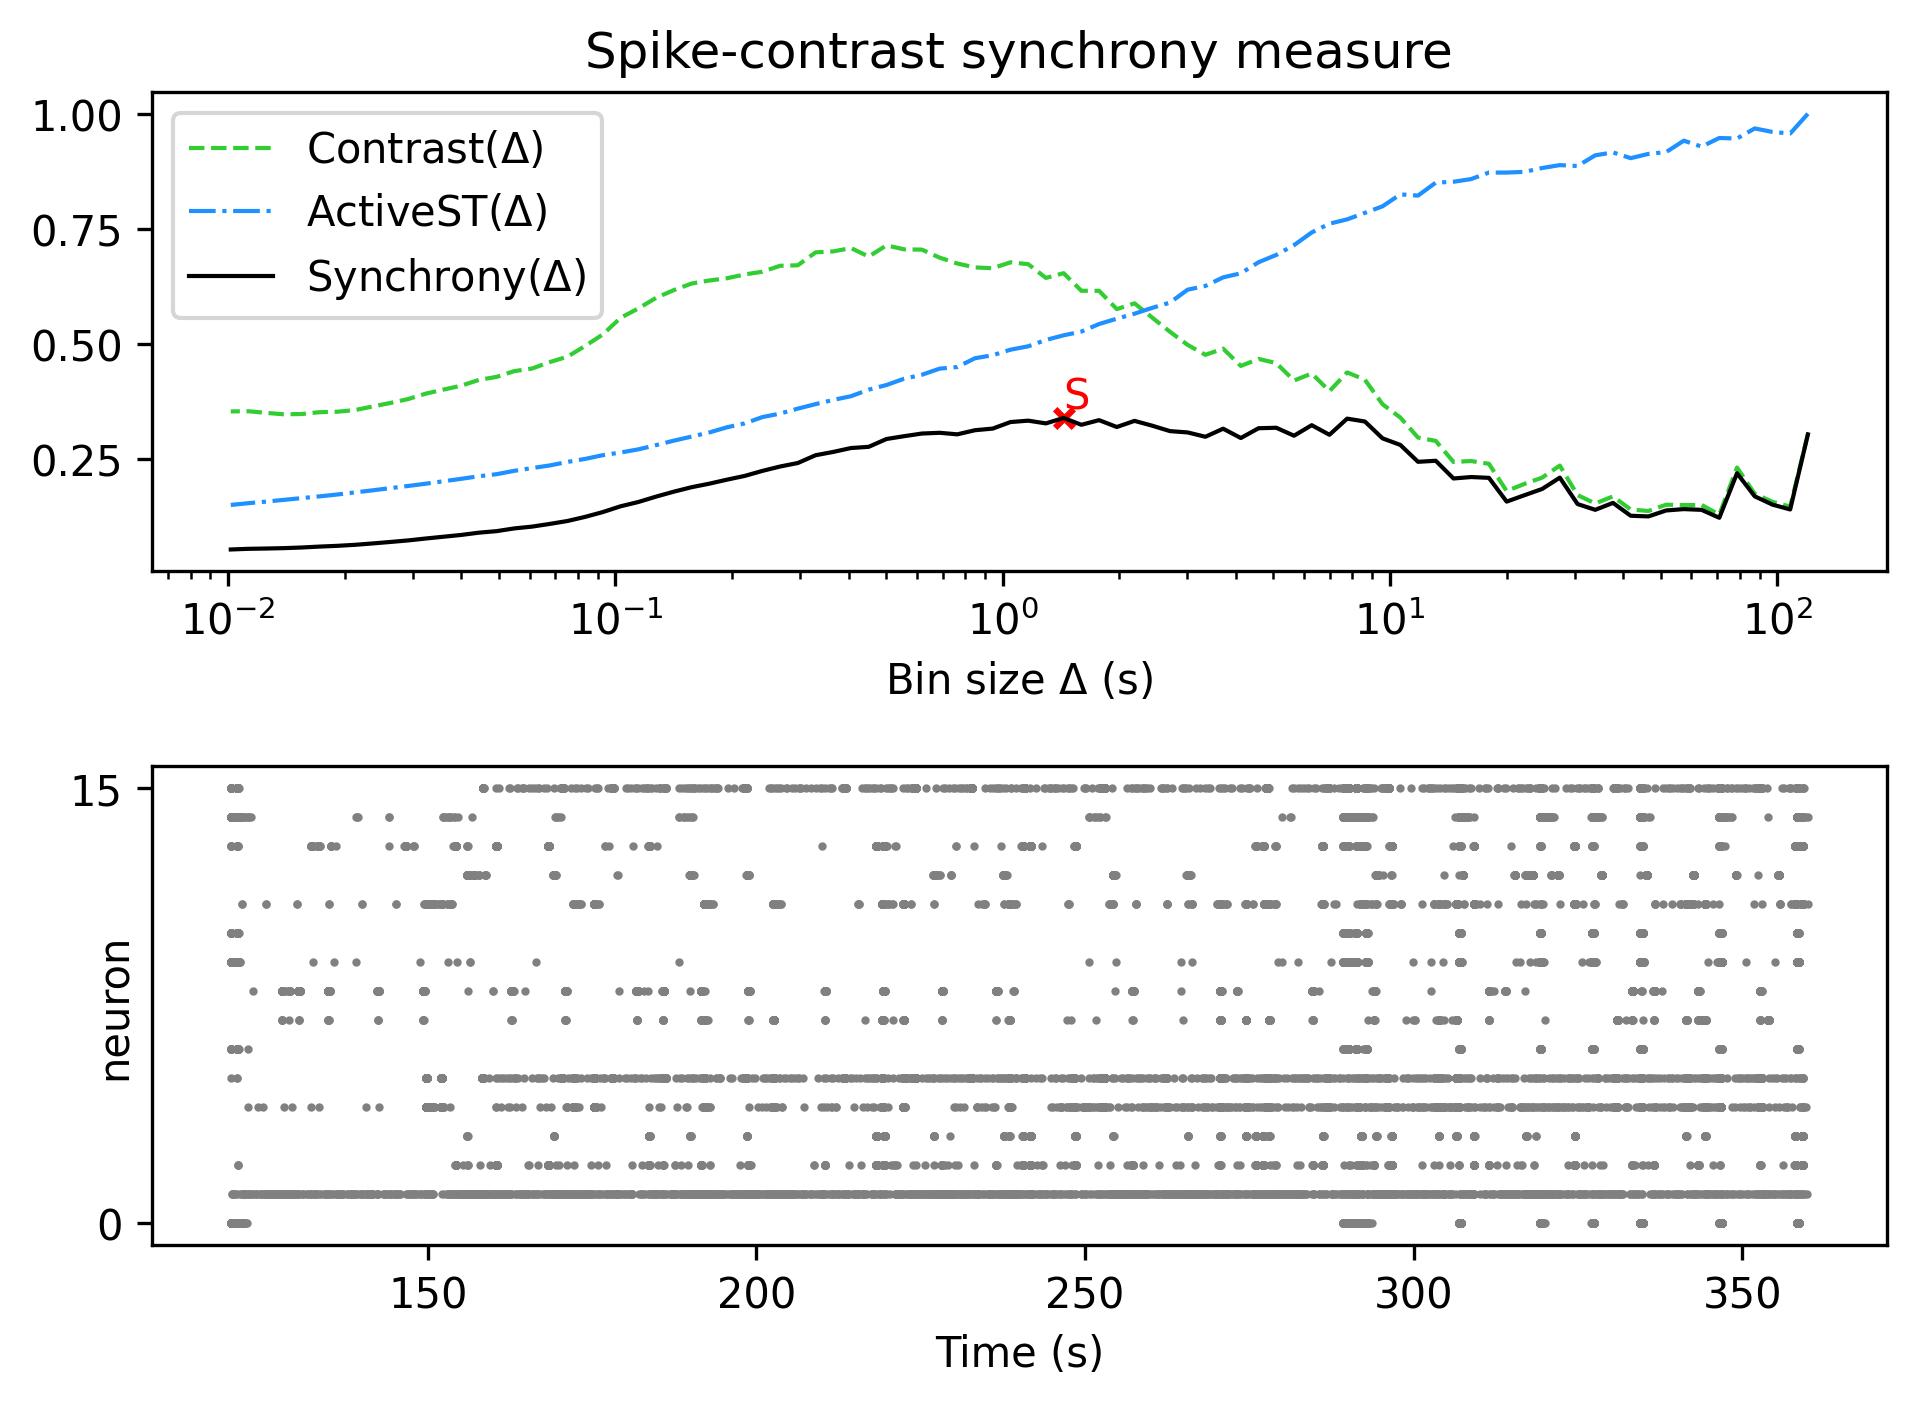 Spike-contrast synchrony measure
1.00
0.75
0.50
0.25
Contrast(Δ)
ActiveST(Δ)
Synchrony(Δ)
S
10⁻² 10⁻¹ 10⁰ 10¹ 10²
Bin size Δ (s)
15
0
neuron
150 200 250 300 350
Time (s)